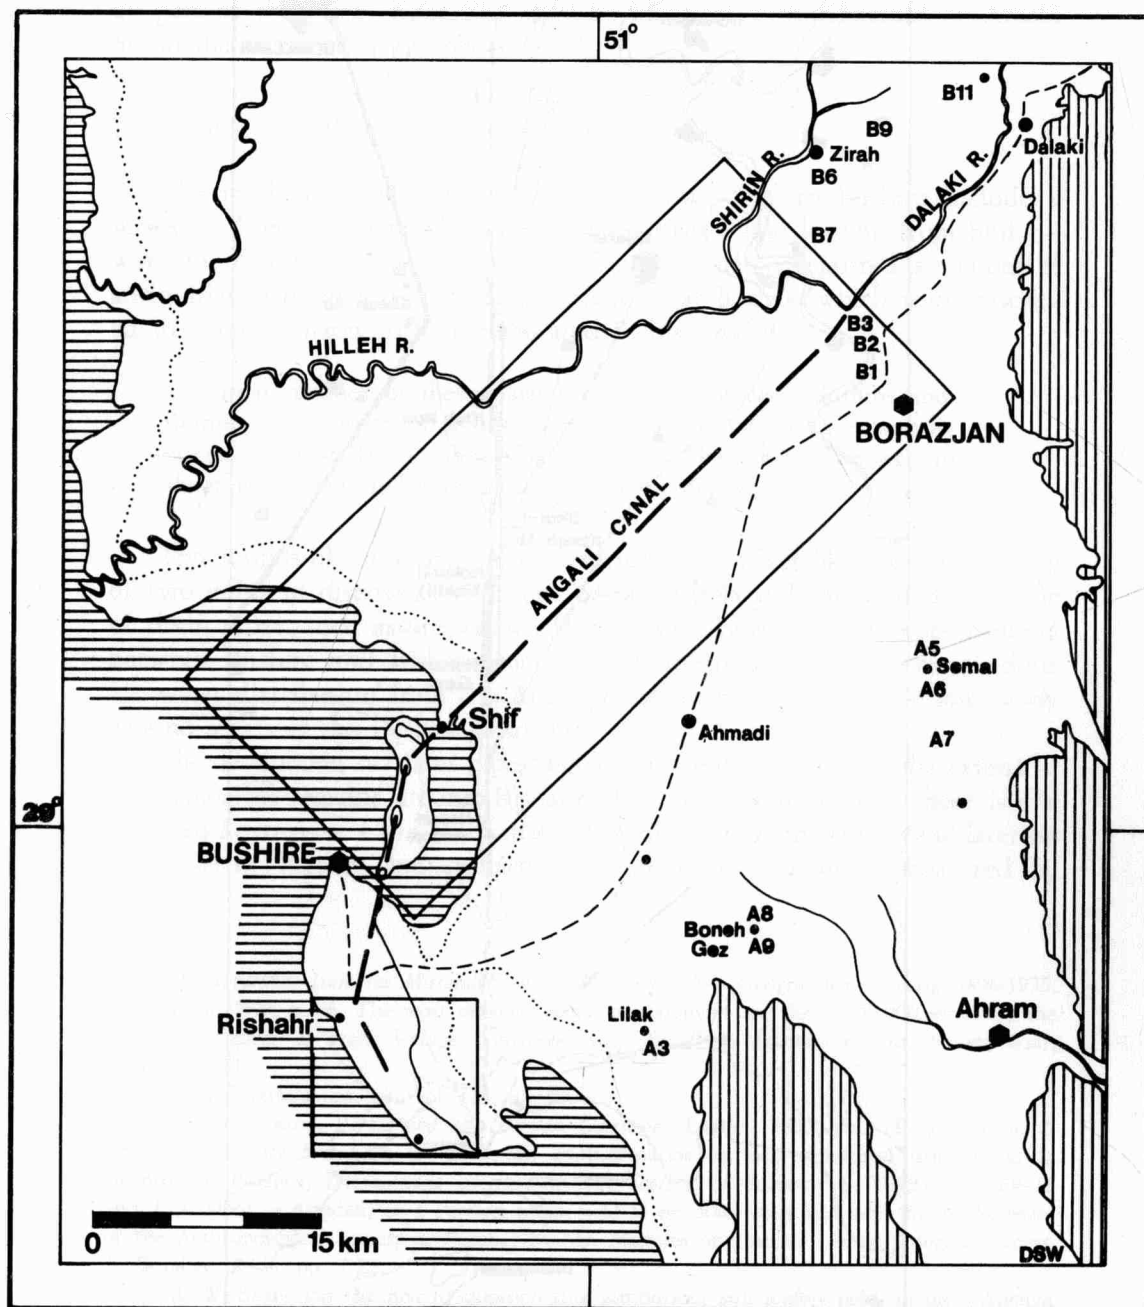 51°
B11
B9
Dalaki
Zirah
SHIRIN R.
B6
DALAKI R.
B7
B3
HILLEH R.
B2
B1
BORAZJAN
ANGALI CANAL
A5
Semal
A6
Shif
Ahmadi
A7
29°
BUSHIRE
A8
Boneh
Gez
A9
Ahram
Lilak
Rishahr
A3
0
15 km
DSW